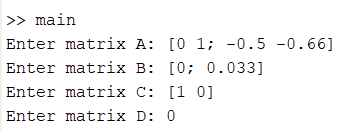 >> main
Enter matrix A: [0 1; -0.5 -0.66]
Enter matrix B: [0; 0.033]
Enter matrix C: [1 0]
Enter matrix D: 0